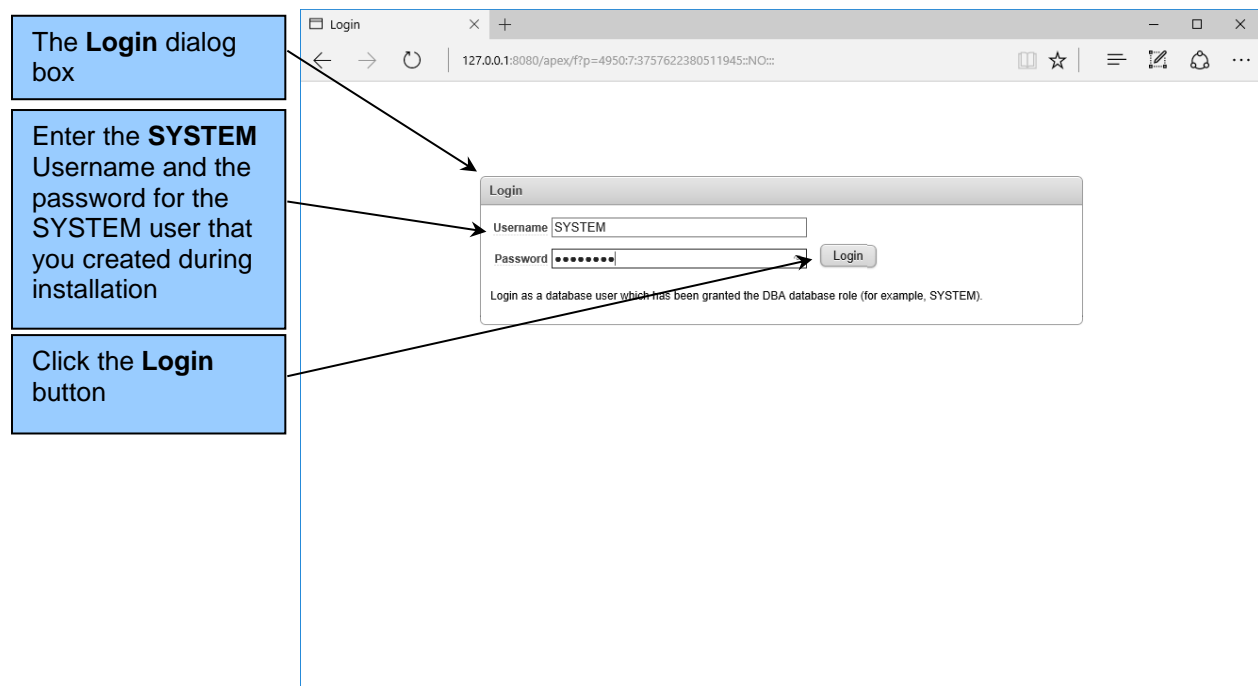 The Login dialog
box
Enter the SYSTEM
Username and the
password for the
SYSTEM user that
you created during
installation
Click the Login
button
Login
127.0.0.1:8080/apex/f?p=4950:7:3757622380511945::NO:::
Login
Username SYSTEM
Password ●●●●●●●●
Login
Login as a database user which has been granted the DBA database role (for example, SYSTEM).